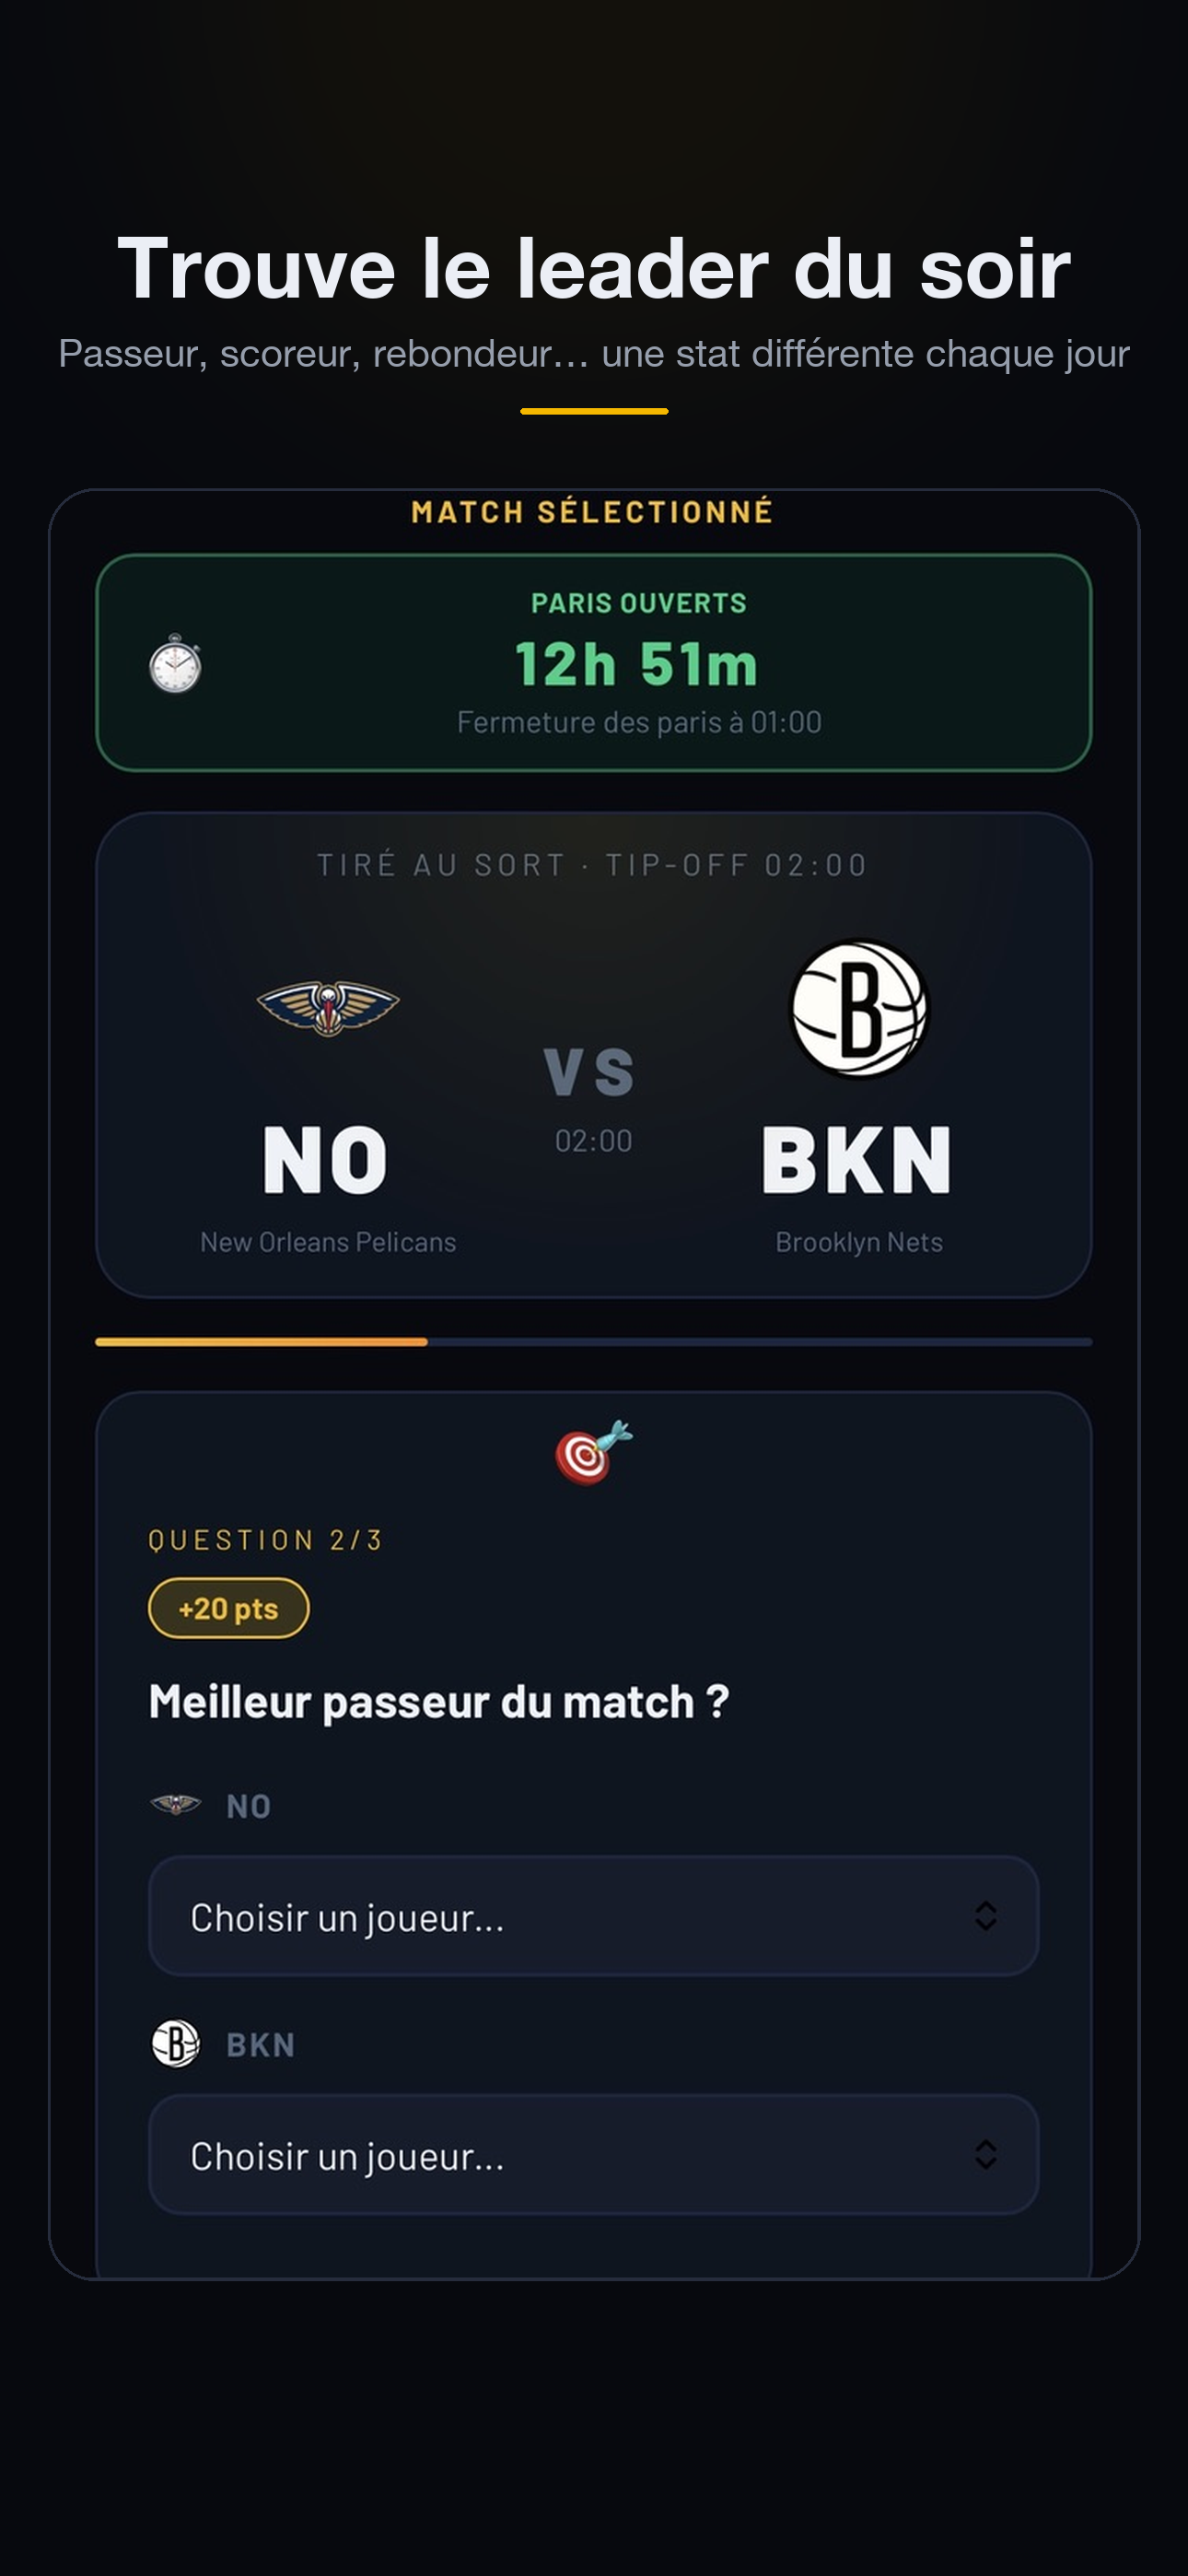 Trouve le leader du soir
Passeur, scoreur, rebondeur... une stat différente chaque jour
MATCH SÉLECTIONNÉ
PARIS OUVERTS
12h 51m
Fermeture des paris à 01:00
TIRÉ AU SORT · TIP-OFF 02:00
B
VS
02:00
NO
BKN
New Orleans Pelicans
Brooklyn Nets
QUESTION 2/3
+20 pts
Meilleur passeur du match ?
NO
Choisir un joueur...
B
BKN
Choisir un joueur...